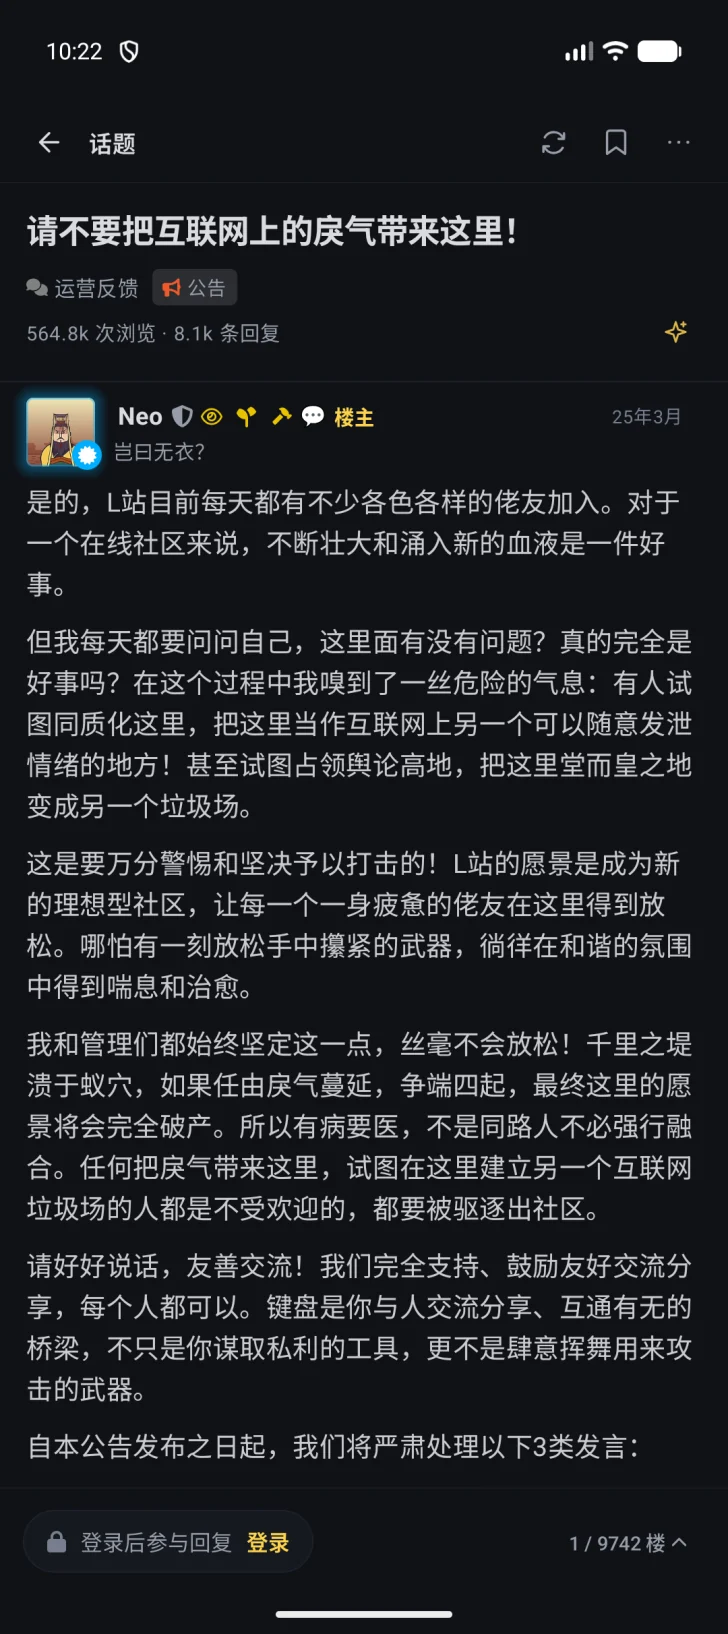 10:22
话题
请不要把互联网上的戾气带来这里！
运营反馈 公告
564.8k 次浏览 · 8.1k 条回复
Neo 楼主 25年3月
岂曰无衣？
是的，L站目前每天都有不少各色各样的佬友加入。对于
一个在线社区来说，不断壮大和涌入新的血液是一件好
事。
但我每天都要问问自己，这里面有没有问题？真的完全是
好事吗？在这个过程中我嗅到了一丝危险的气息：有人试
图同质化这里，把这里当作互联网上另一个可以随意发泄
情绪的地方！甚至试图占领舆论高地，把这里堂而皇之地
变成另一个垃圾场。
这是要万分警惕和坚决予以打击的！L站的愿景是成为新
的理想型社区，让每一个一身疲惫的佬友在这里得到放
松。哪怕有一刻放松手中攥紧的武器，徜徉在和谐的氛围
中得到喘息和治愈。
我和管理们都始终坚定这一点，丝毫不会放松！千里之堤
溃于蚁穴，如果任由戾气蔓延，争端四起，最终这里的愿
景将会完全破产。所以有病要医，不是同路人不必强行融
合。任何把戾气带来这里，试图在这里建立另一个互联网
垃圾场的人都是不受欢迎的，都要被驱逐出社区。
请好好说话，友善交流！我们完全支持、鼓励友好交流分
享，每个人都可以。键盘是你与人交流分享、互通有无的
桥梁，不只是你谋取私利的工具，更不是肆意挥舞用来攻
击的武器。
自本公告发布之日起，我们将严肃处理以下3类发言：
登录后参与回复 登录 1 / 9742 楼